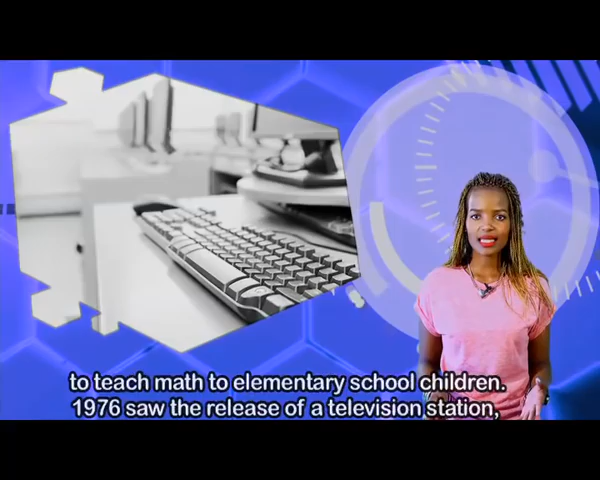 to teach math to elementary school children.
1976 saw the release of a television station,